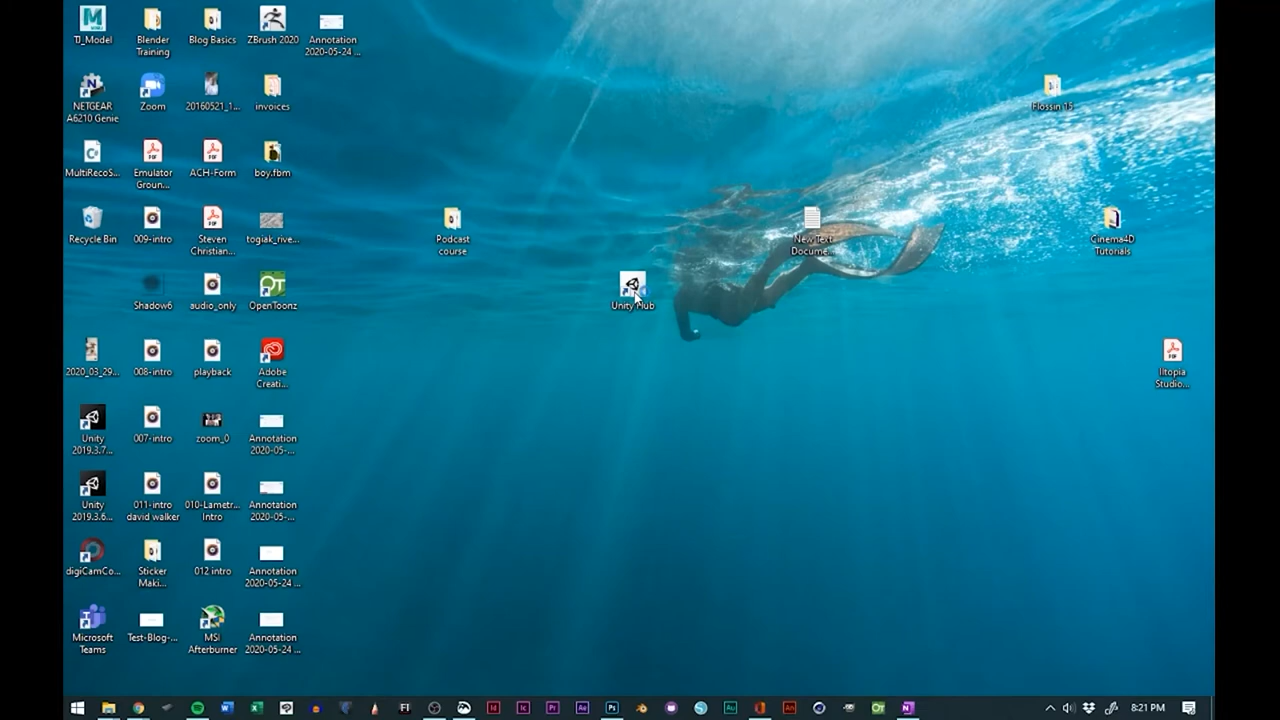 TJ_Model
Blender
Training
Blog Basics
ZBrush 2020
Annotation
2020-05-24 ...
NETGEAR
A6210 Genie
Zoom
20160521_1...
invoices
Flossin 15
MultiRecoS...
Emulator
Groun...
ACH-Form
boy.fbm
Recycle Bin
009-intro
Steven
Christian...
togiak_rive...
Podcast
course
New Text
Docume...
Cinema4D
Tutorials
Shadow6
audio_only
OpenToonz
Unity Hub
2020_03_29...
008-intro
playback
Adobe
Creati...
Iltopia
Studio...
Unity
2019.3.7...
007-intro
zoom_0
Annotation
2020-05-...
Unity
2019.3.6...
011-intro
david walker
010-Lametr...
Intro
Annotation
2020-05-...
digiCamCo...
Sticker
Maki...
012 intro
Annotation
2020-05-24 ...
Microsoft
Teams
Test-Blog-...
MSI
Afterburner
Annotation
2020-05-24 ...
8:21 PM